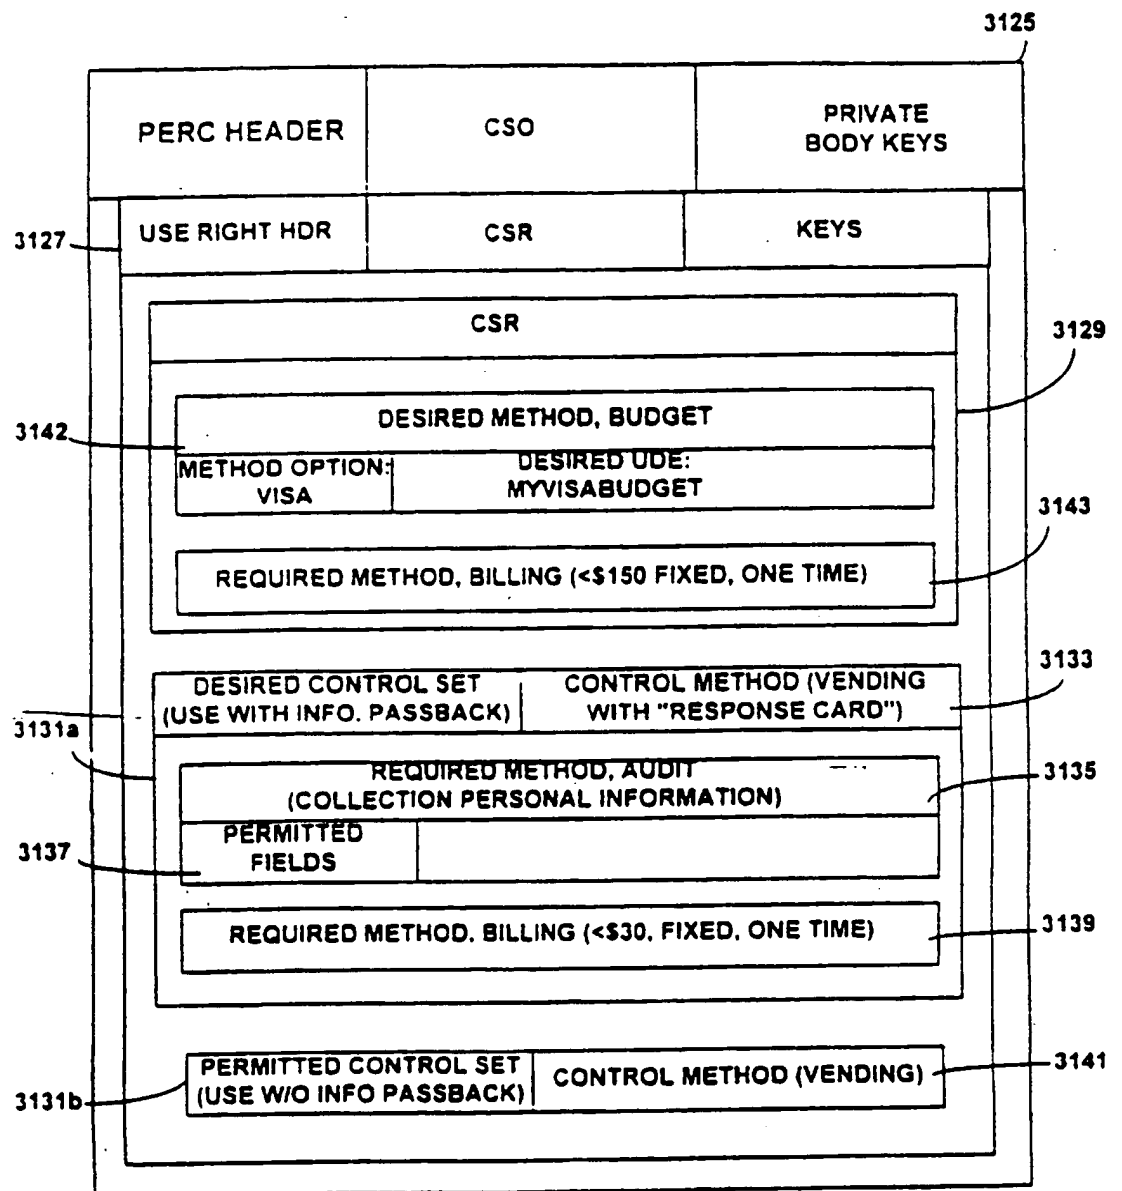 3125
PERC HEADER
CSO
PRIVATE
BODY KEYS
3127
USE RIGHT HDR
CSR
KEYS
CSR
3129
DESIRED METHOD, BUDGET
3142
METHOD OPTION:
VISA
DESIRED UDE:
MYVISABUDGET
3143
REQUIRED METHOD, BILLING (<$150 FIXED, ONE TIME)
3133
DESIRED CONTROL SET
(USE WITH INFO. PASSBACK)
CONTROL METHOD (VENDING
WITH "RESPONSE CARD")
3131a
REQUIRED METHOD, AUDIT
(COLLECTION PERSONAL INFORMATION)
3135
3137
PERMITTED
FIELDS
REQUIRED METHOD. BILLING (<$30, FIXED, ONE TIME)
3139
PERMITTED CONTROL SET
(USE W/O INFO PASSBACK)
CONTROL METHOD (VENDING)
3141
3131b